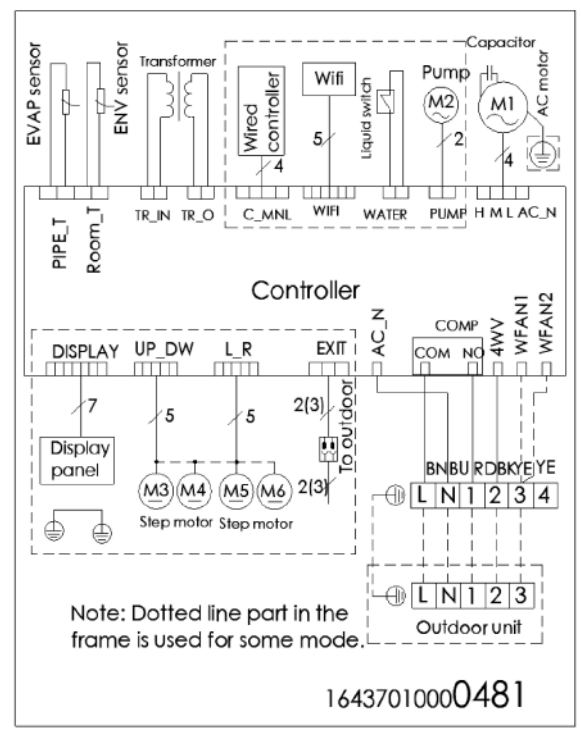 EVAP sensor
ENV sensor
Transformer
Wired controller
4
Wifi
5
Liquid switch
Pump
M2
2
Capacitor
M1
4
AC motor
PIPE_T
Room_T
TR_IN TR_O
C_MNL
WIFI
WATER
PUMP
H M L AC_N
Controller
AC_N
COMP
COM NO
4WV
WFAN1
WFAN2
DISPLAY UP_DW L_R EXIT
7
5
5
2(3)
To outdoor
2(3)
Display
panel
M3 M4 M5 M6
Step motor Step motor
BN BU RD BK YE YE
L N 1 2 3 4
L N 1 2 3
Outdoor unit
Note: Dotted line part in the
frame is used for some mode.
16437010000481